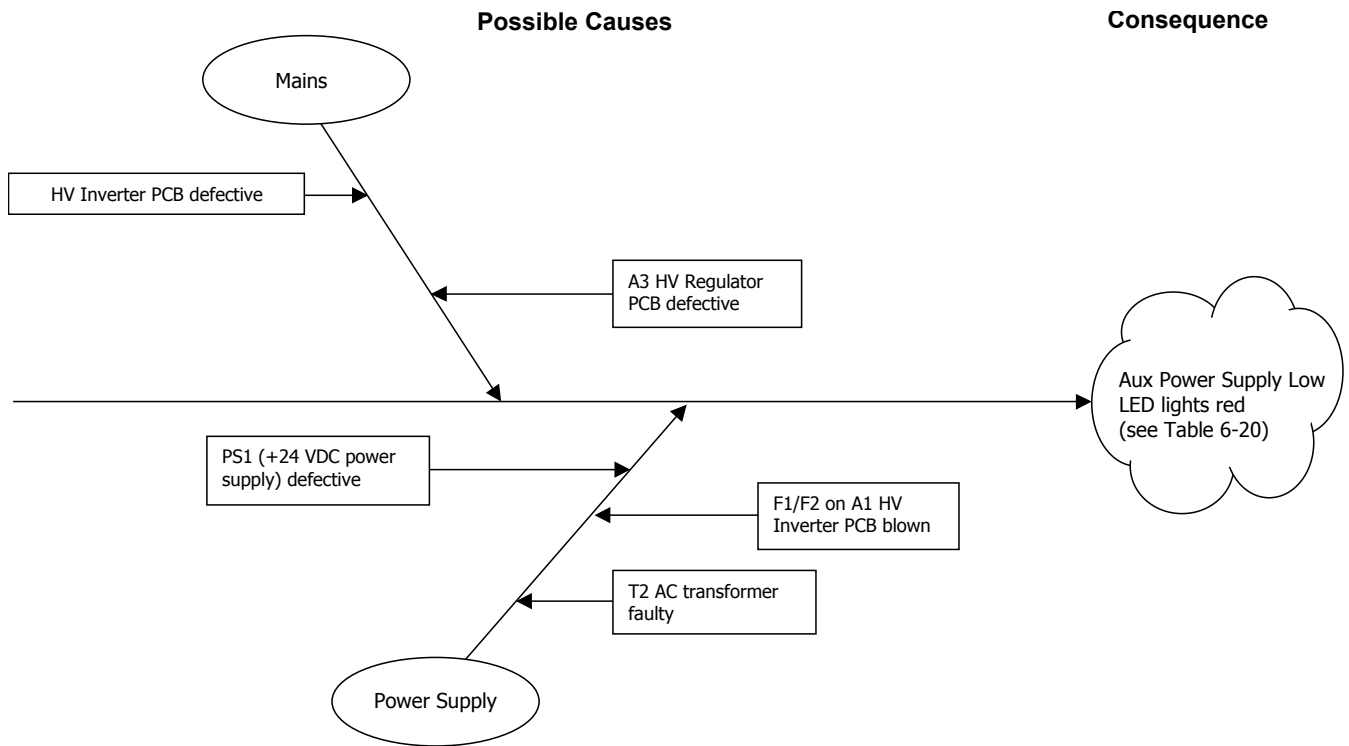 Possible Causes
Consequence
Mains
HV Inverter PCB defective
A3 HV Regulator
PCB defective
Aux Power Supply Low
LED lights red
(see Table 6-20)
PS1 (+24 VDC power
supply) defective
F1/F2 on A1 HV
Inverter PCB blown
T2 AC transformer
faulty
Power Supply